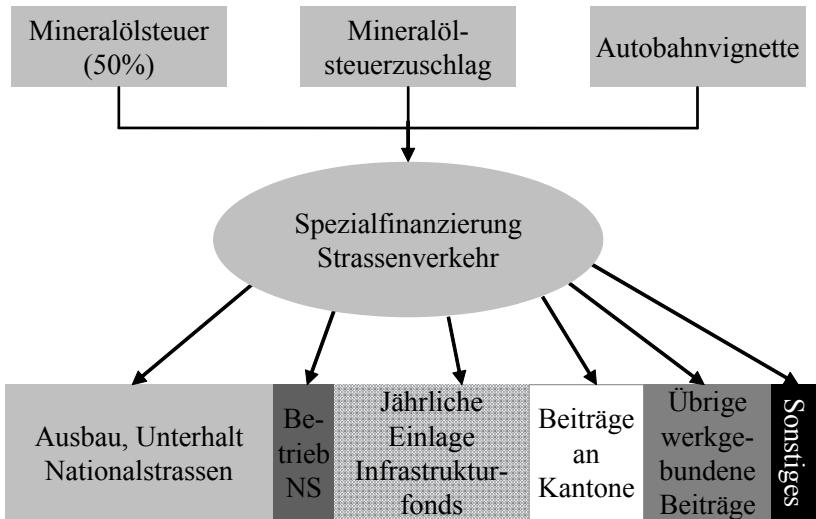 Mineralölsteuer
(50%)
Mineralöl-
steuerzuschlag
Autobahnvignette
Spezialfinanzierung
Strassenverkehr
Ausbau, Unterhalt
Nationalstrassen
Be-
trieb
NS
Jährliche
Einlage
Infrastruktur-
fonds
Beiträge
an
Kantone
Übrige
werkge-
bundene
Beiträge
Sonstiges